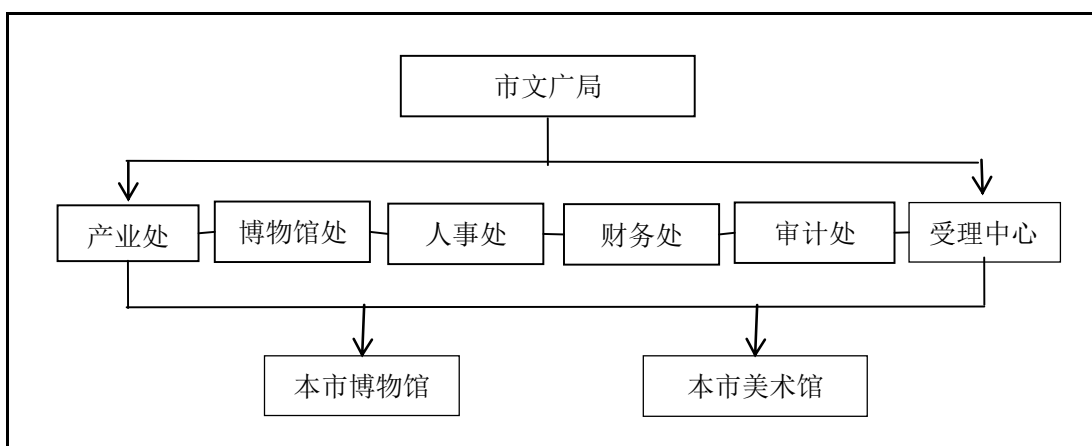 市文广局
产业处
博物馆处
人事处
财务处
审计处
受理中心
本市博物馆
本市美术馆